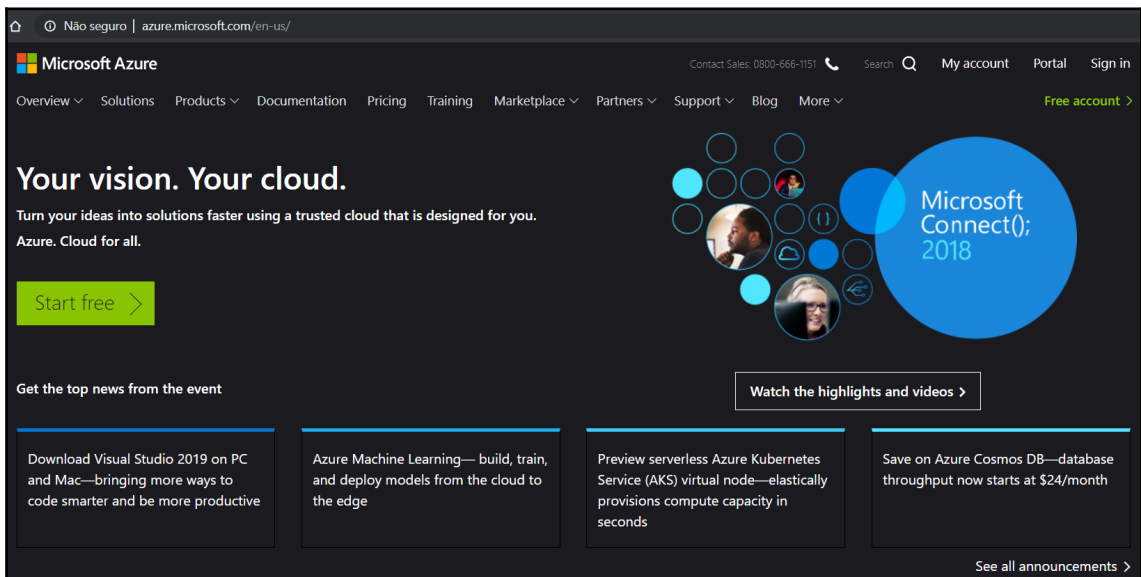 Não seguro | azure.microsoft.com/en-us/
Microsoft Azure
Contact Sales: 0800-666-1151
Search
My account
Portal
Sign in
Overview
Solutions
Products
Documentation
Pricing
Training
Marketplace
Partners
Support
Blog
More
Free account >
Your vision. Your cloud.
Turn your ideas into solutions faster using a trusted cloud that is designed for you.
Azure. Cloud for all.
Start free >
{ }
Microsoft
Connect();
2018
Get the top news from the event
Watch the highlights and videos >
Download Visual Studio 2019 on PC
and Mac—bringing more ways to
code smarter and be more productive
Azure Machine Learning— build, train,
and deploy models from the cloud to
the edge
Preview serverless Azure Kubernetes
Service (AKS) virtual node—elastically
provisions compute capacity in
seconds
Save on Azure Cosmos DB—database
throughput now starts at $24/month
See all announcements >